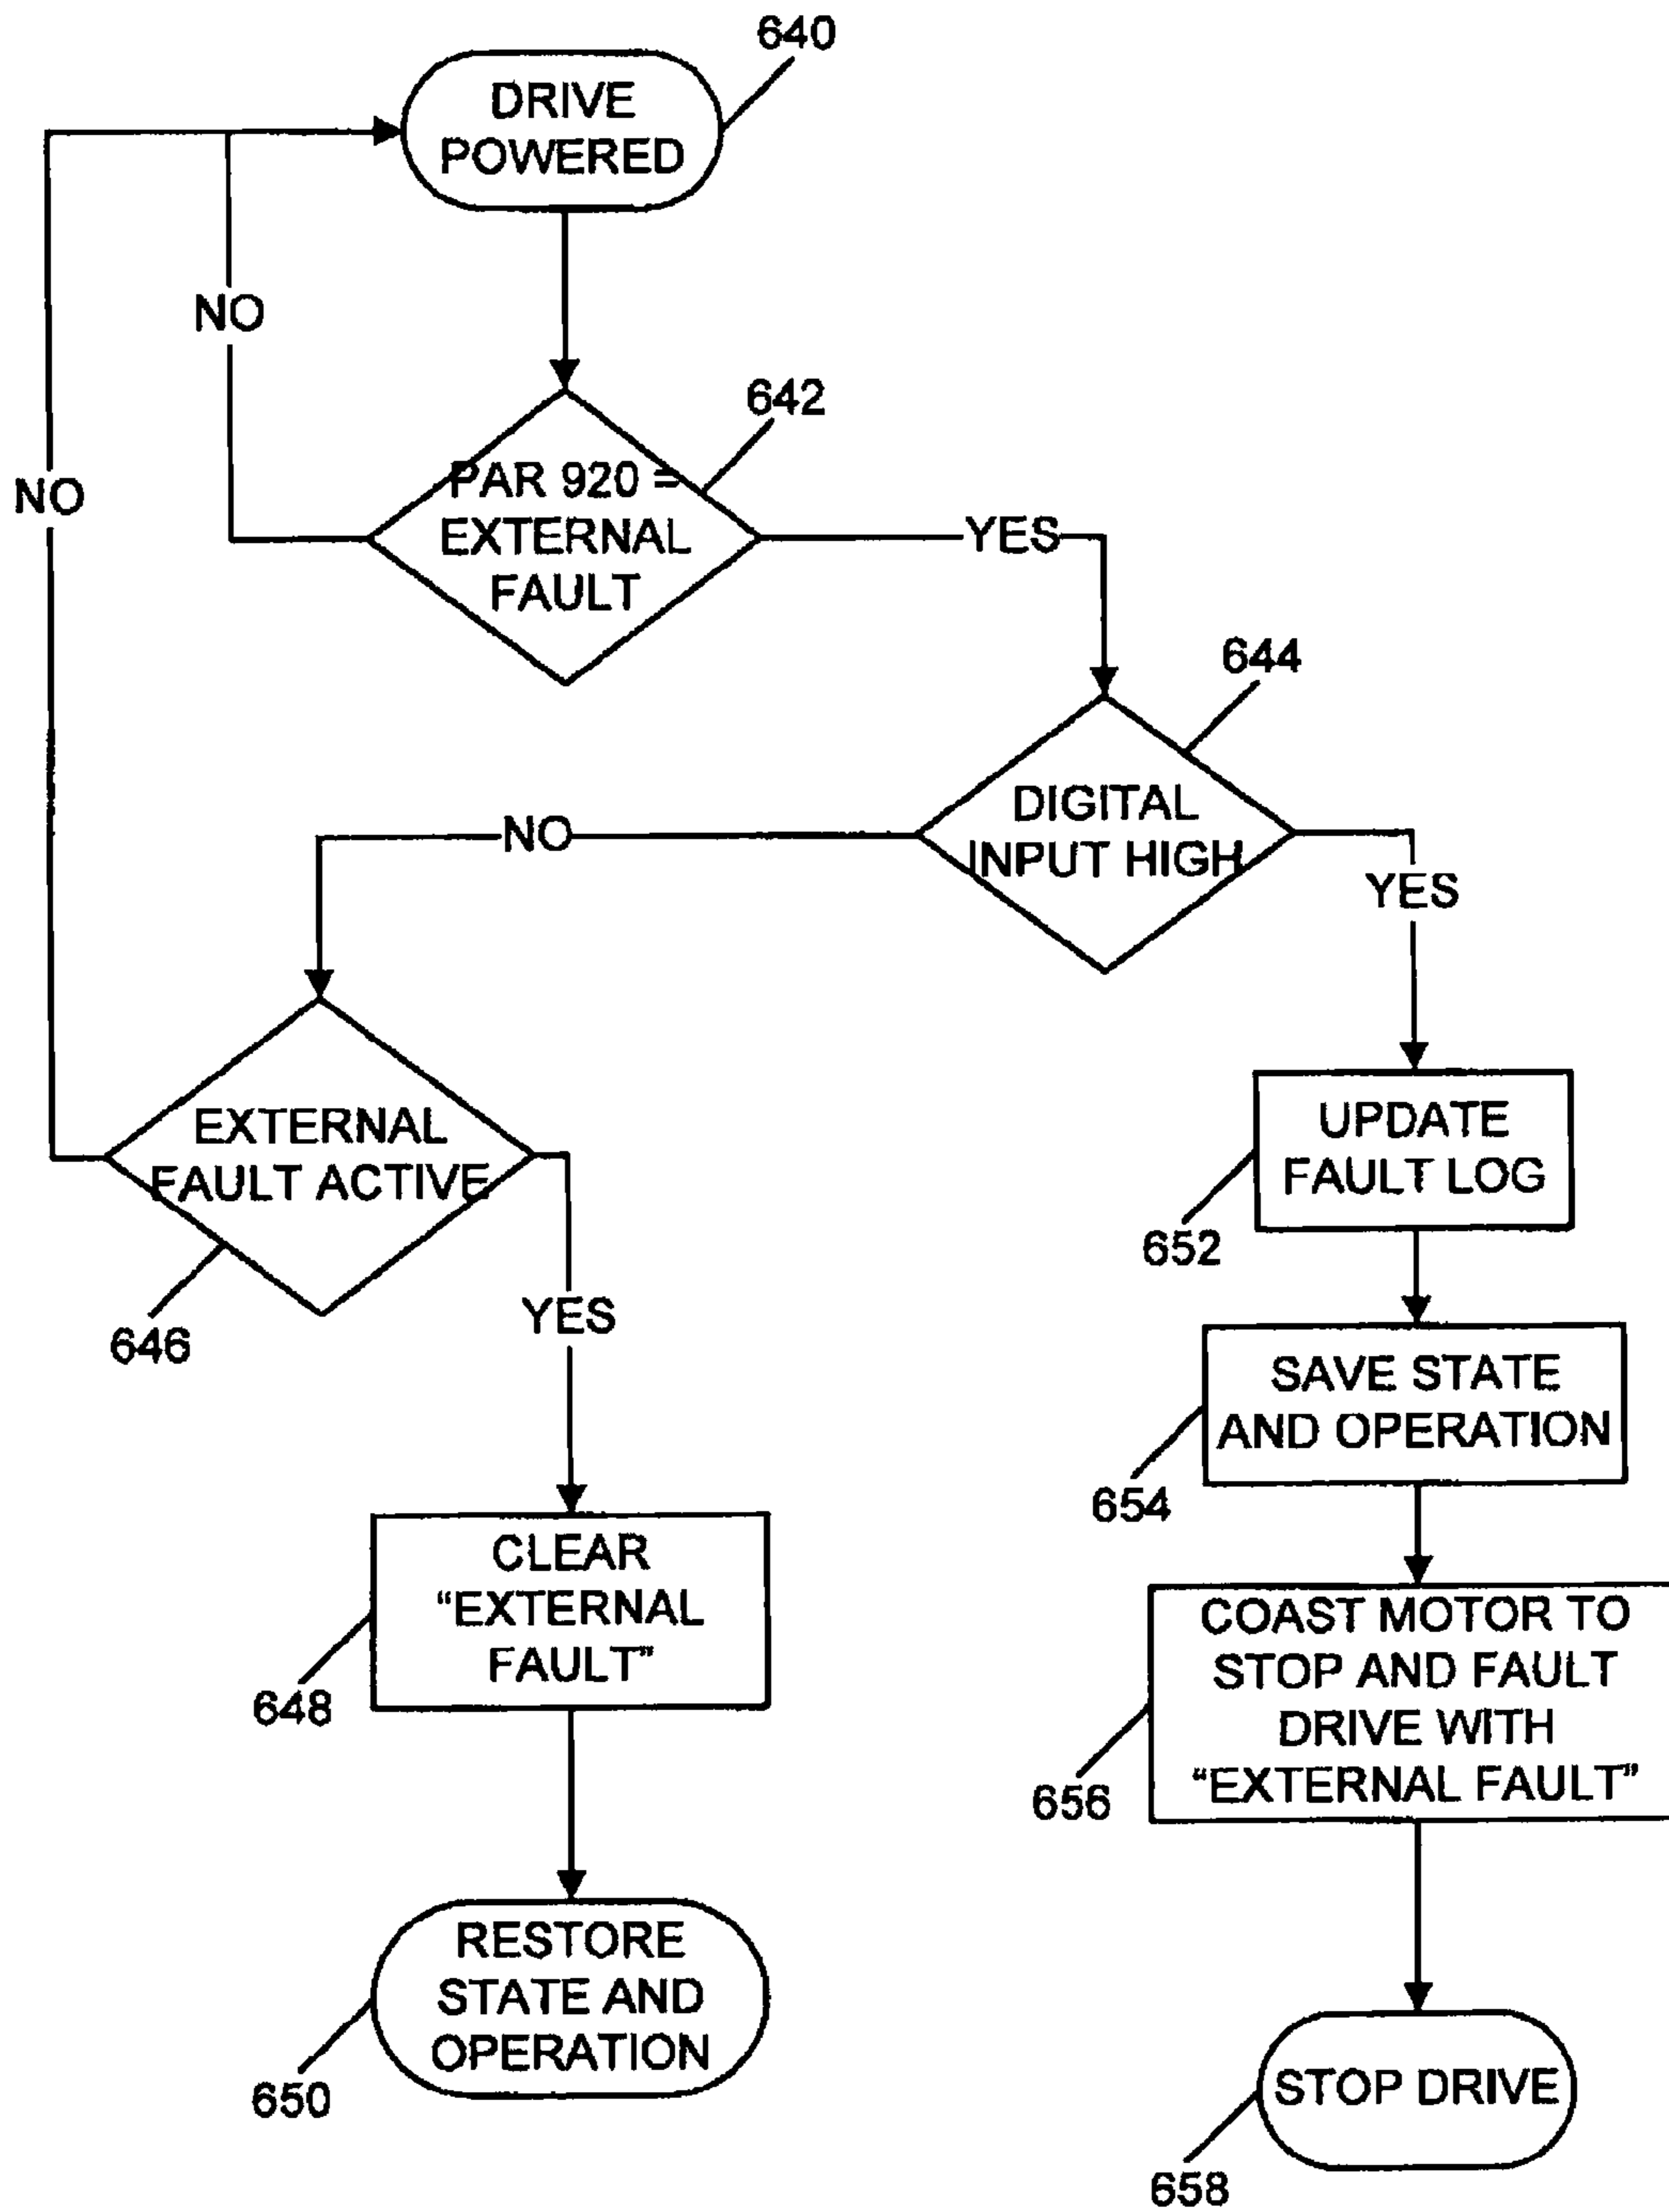 640
DRIVE
POWERED
NO
642
NO
PAR 920 =
EXTERNAL
FAULT
YES
644
DIGITAL
INPUT HIGH
NO
YES
EXTERNAL
FAULT ACTIVE
UPDATE
FAULT LOG
652
646
YES
SAVE STATE
AND OPERATION
654
CLEAR
“EXTERNAL
FAULT”
648
COAST MOTOR TO
STOP AND FAULT
DRIVE WITH
“EXTERNAL FAULT”
656
RESTORE
STATE AND
OPERATION
650
STOP DRIVE
658